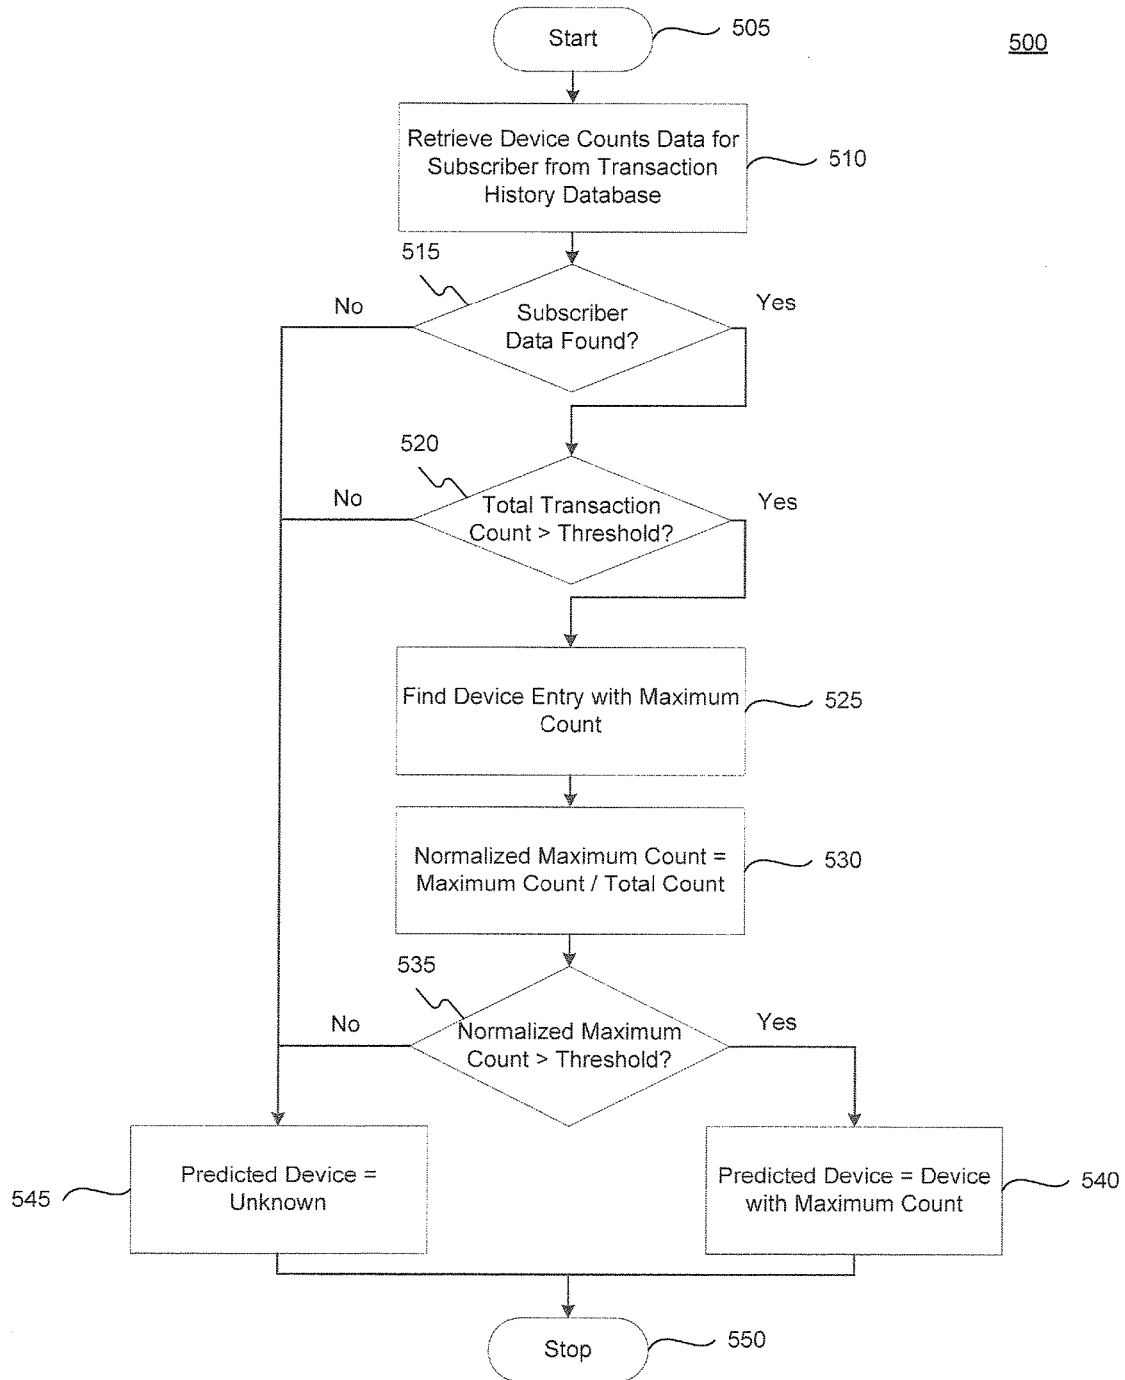 Start
505
500
Retrieve Device Counts Data for
Subscriber from Transaction
History Database
510
515
No
Subscriber
Data Found?
Yes
520
No
Total Transaction
Count > Threshold?
Yes
Find Device Entry with Maximum
Count
525
Normalized Maximum Count =
Maximum Count / Total Count
530
535
No
Normalized Maximum
Count > Threshold?
Yes
545
Predicted Device =
Unknown
Predicted Device = Device
with Maximum Count
540
Stop
550